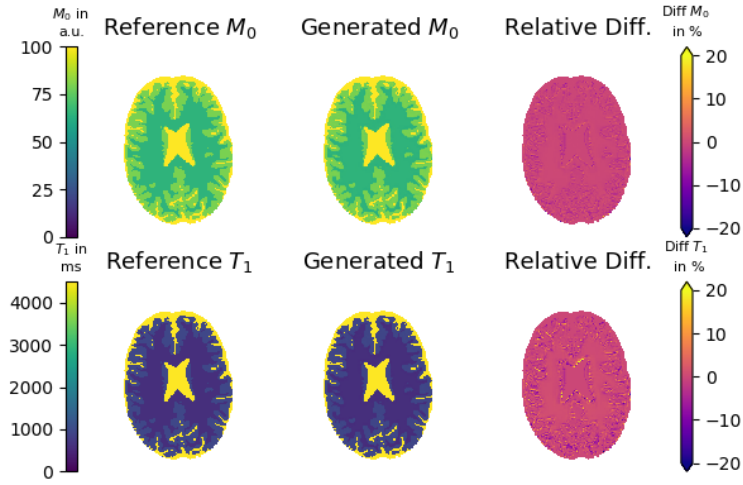 M₀ in
a.u.
Reference M₀
Generated M₀
Relative Diff.
Diff M₀
in %
100
75
50
25
0
20
10
0
−10
−20
T₁ in
ms
Reference T₁
Generated T₁
Relative Diff.
Diff T₁
in %
4000
3000
2000
1000
0
20
10
0
−10
−20